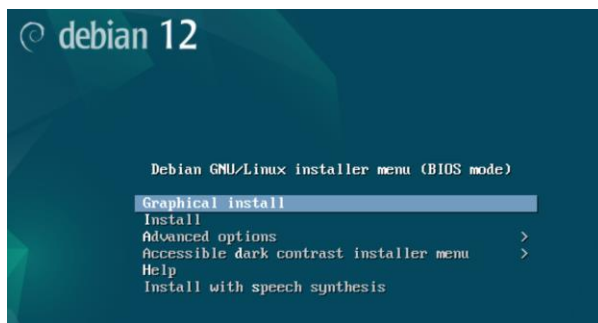 debian 12
Debian GNU/Linux installer menu (BIOS mode)
Graphical install
Install
Advanced options >
Accessible dark contrast installer menu >
Help
Install with speech synthesis